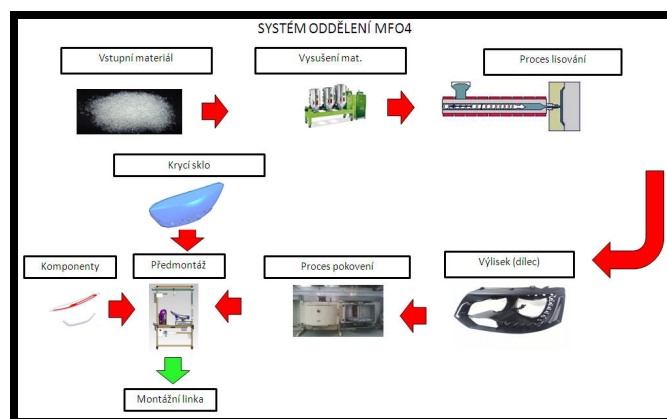 SYSTÉM ODDĚLENÍ MFO4
Vstupní materiál
Vysušení mat.
Proces lisování
Krycí sklo
Komponenty
Předmontáž
Proces pokovení
Výlisek (dílec)
Montážní linka